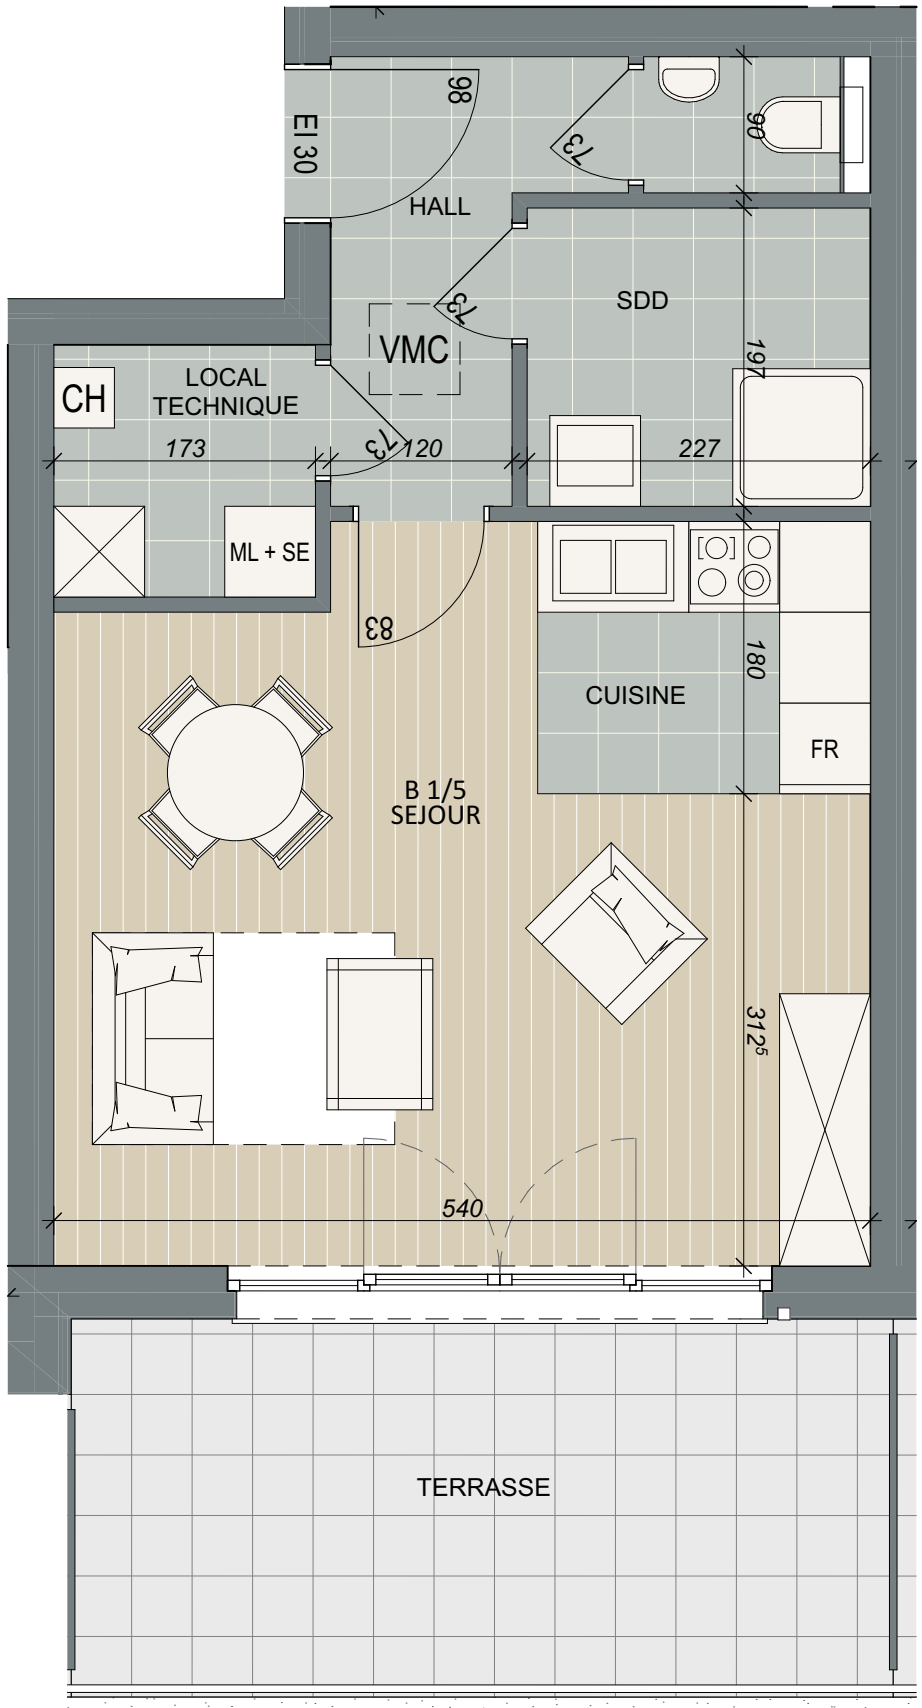 98
EI 30
73
90
HALL
SDD
73
VMC
197
LOCAL
TECHNIQUE
CH
173
73
120
227
ML + SE
83
180
CUISINE
FR
B 1/5
SEJOUR
312⁵
540
TERRASSE